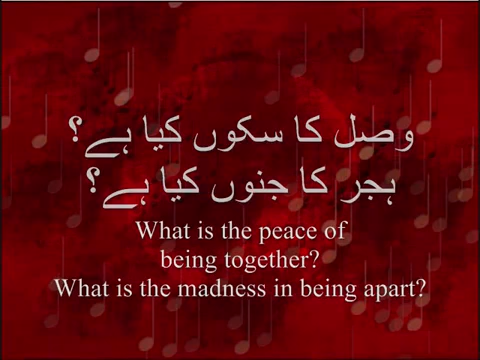 وصل کا سکوں کیا ہے؟
ہجر کا جنوں کیا ہے؟
What is the peace of
being together?
What is the madness in being apart?